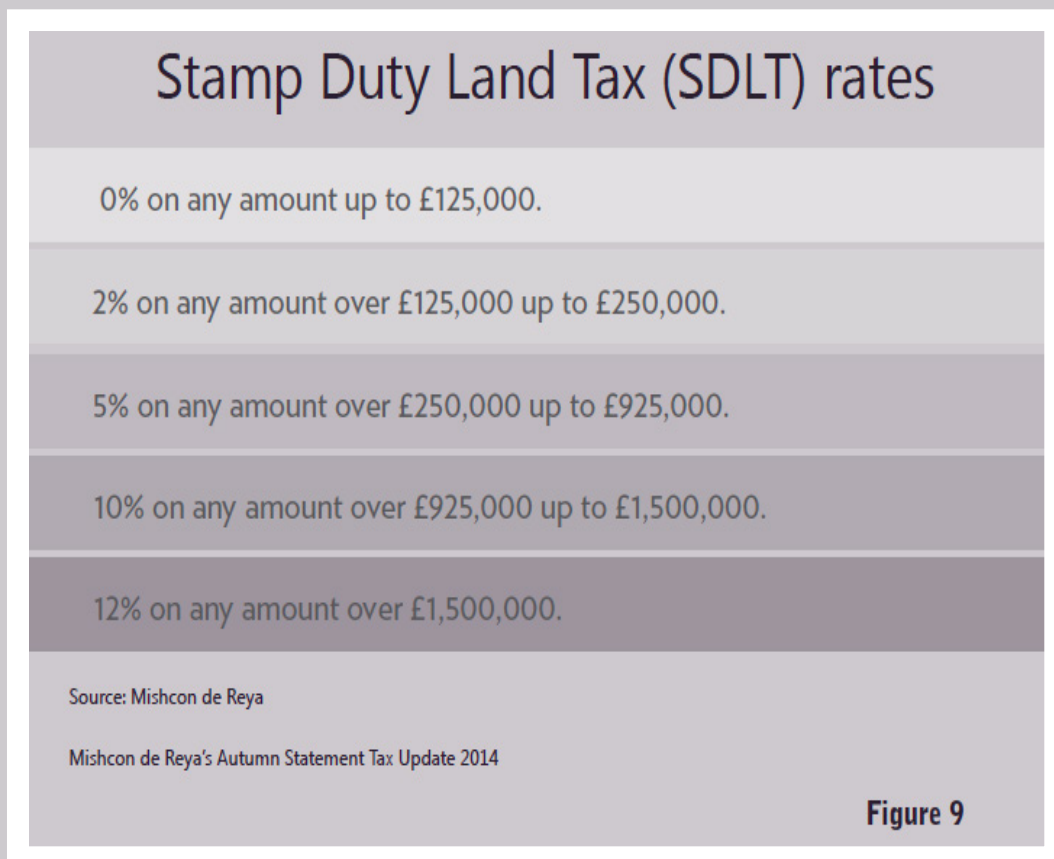 Stamp Duty Land Tax (SDLT) rates
0% on any amount up to £125,000.
2% on any amount over £125,000 up to £250,000.
5% on any amount over £250,000 up to £925,000.
10% on any amount over £925,000 up to £1,500,000.
12% on any amount over £1,500,000.
Source: Mishcon de Reya
Mishcon de Reya's Autumn Statement Tax Update 2014
Figure 9